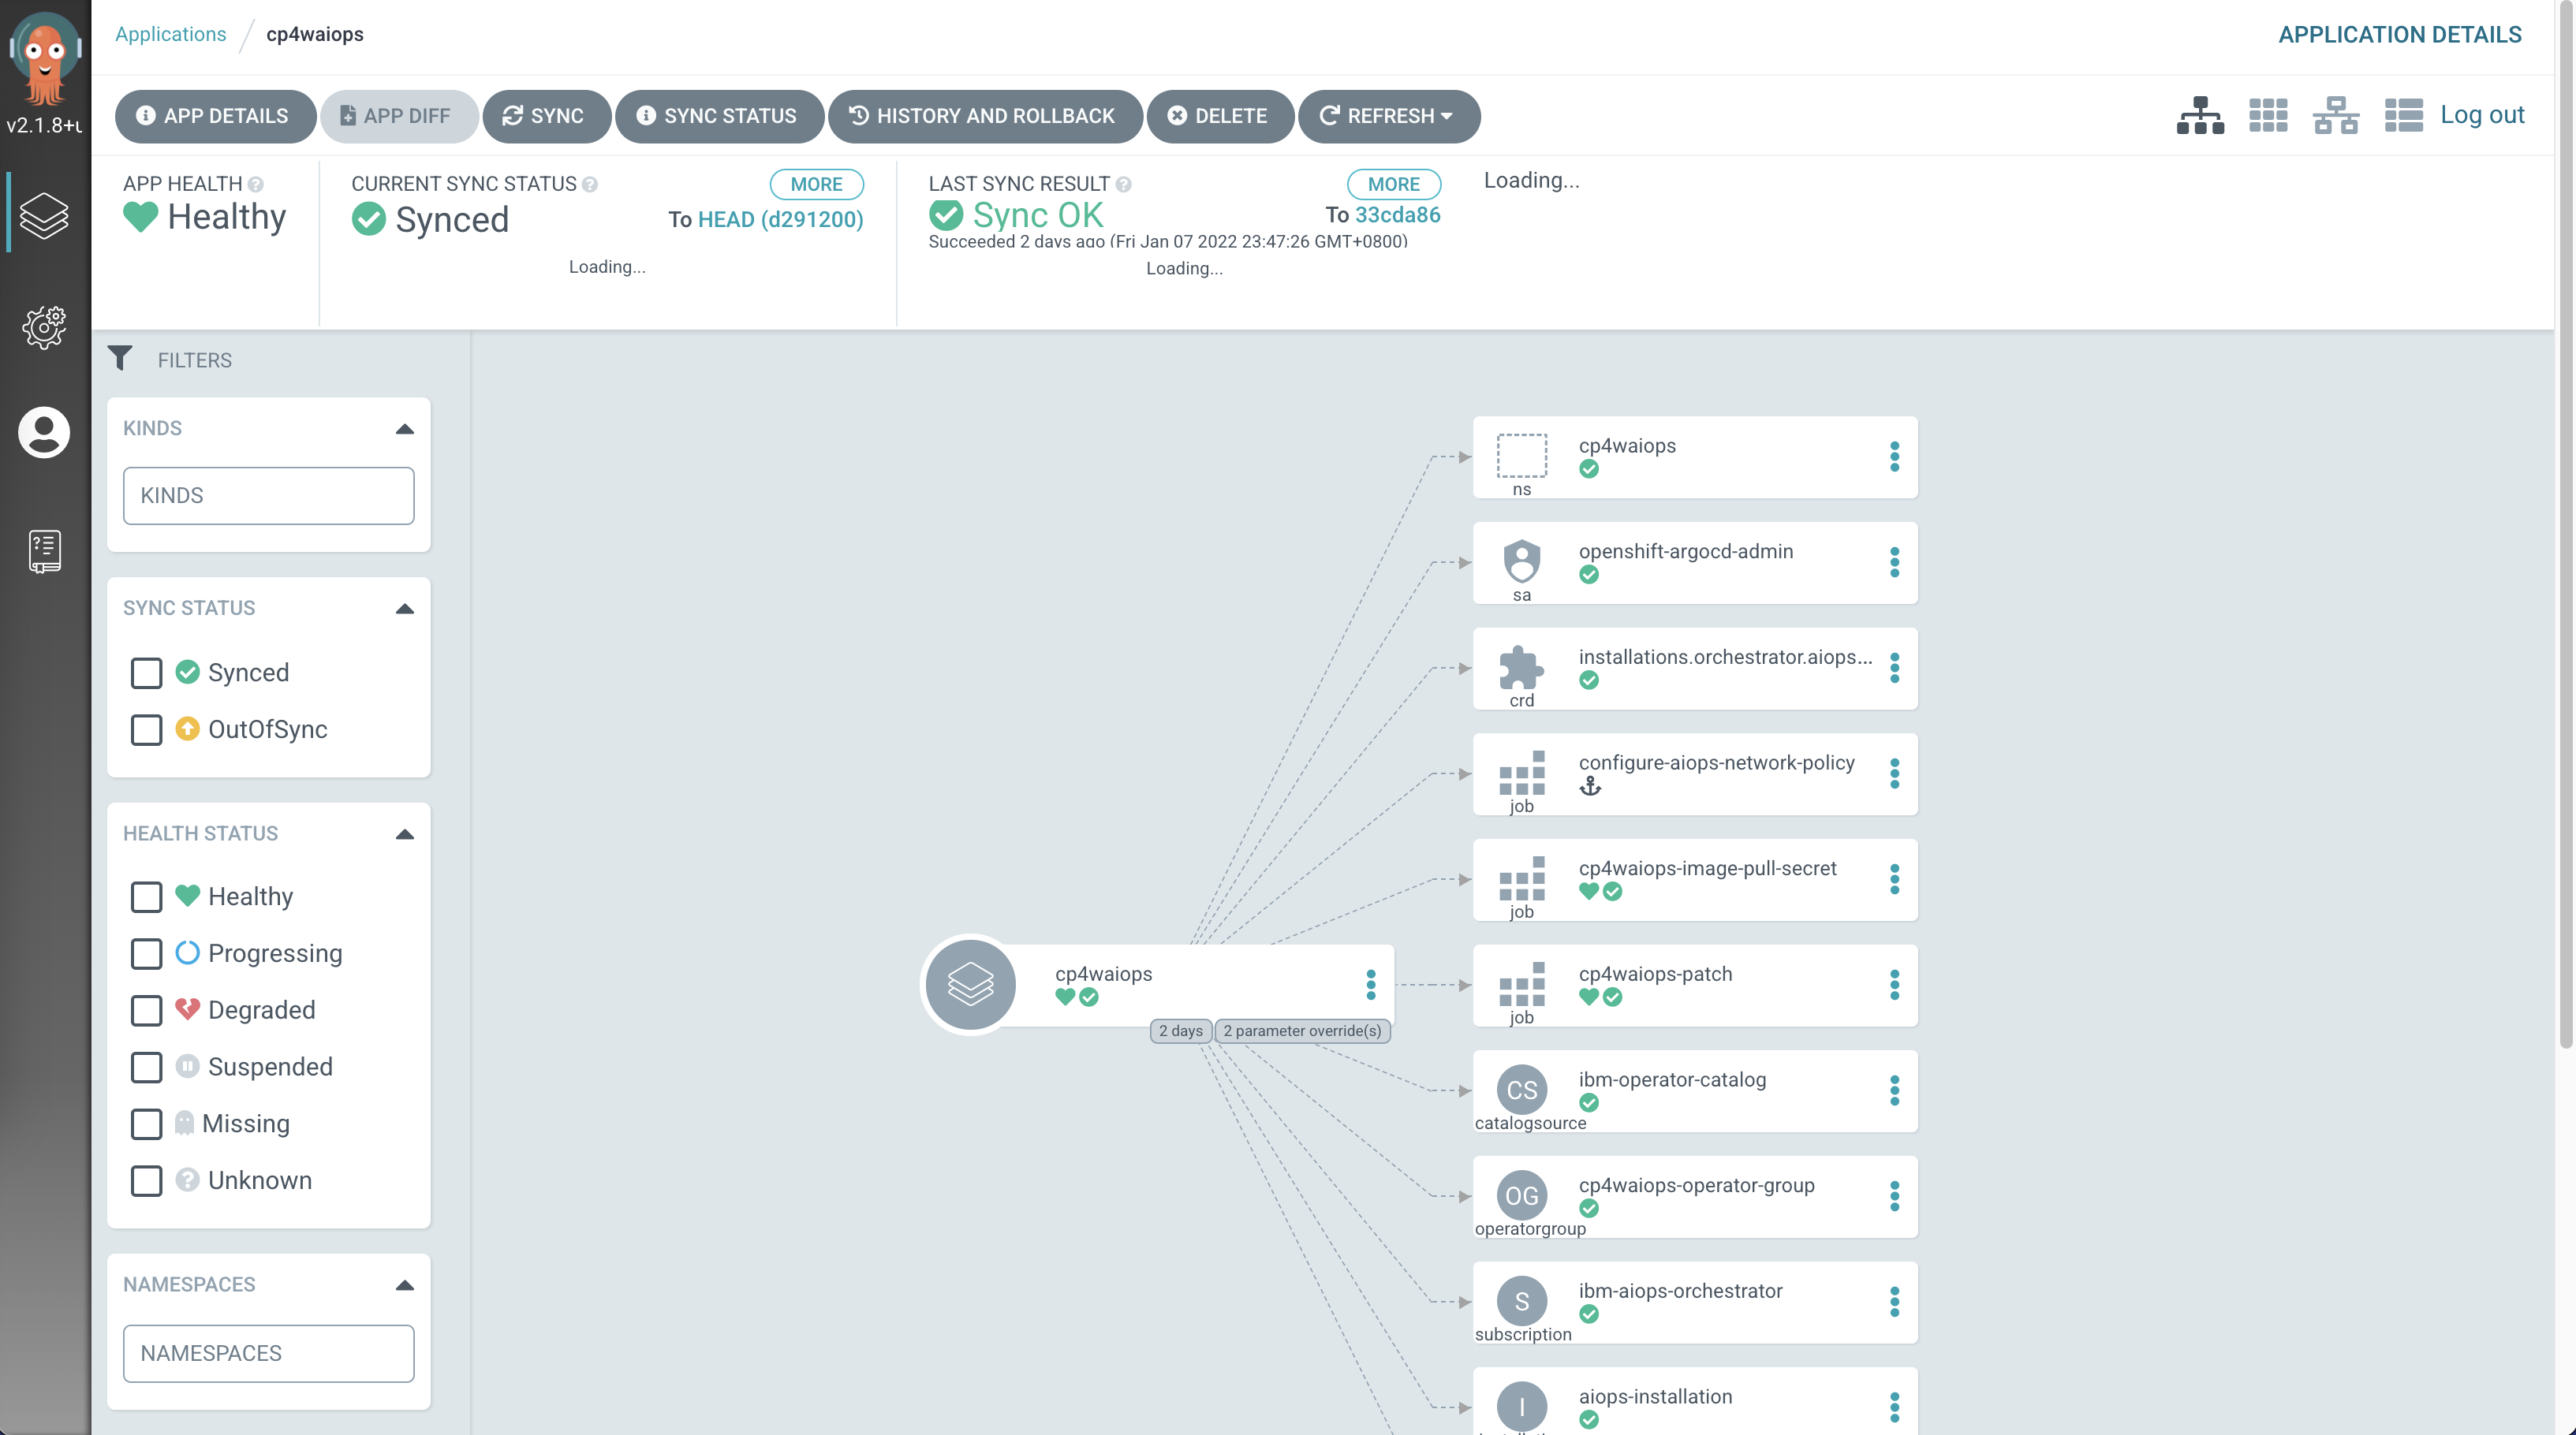 Applications / cp4waiops
APPLICATION DETAILS
v2.1.8+u
APP DETAILS
APP DIFF
SYNC
SYNC STATUS
HISTORY AND ROLLBACK
DELETE
REFRESH
Log out
APP HEALTH
Healthy
CURRENT SYNC STATUS
MORE
Synced
To HEAD (d291200)
Loading...
LAST SYNC RESULT
MORE
Sync OK
To 33cda86
Succeeded 2 days ago (Fri Jan 07 2022 23:47:26 GMT+0800)
Loading...
Loading...
FILTERS
KINDS
KINDS
SYNC STATUS
Synced
OutOfSync
HEALTH STATUS
Healthy
Progressing
Degraded
Suspended
Missing
Unknown
NAMESPACES
NAMESPACES
cp4waiops
2 days
2 parameter override(s)
cp4waiops
ns
openshift-argocd-admin
sa
installations.orchestrator.aiops...
crd
configure-aiops-network-policy
job
cp4waiops-image-pull-secret
job
cp4waiops-patch
job
CS
ibm-operator-catalog
catalogsource
OG
cp4waiops-operator-group
operatorgroup
S
ibm-aiops-orchestrator
subscription
I
aiops-installation